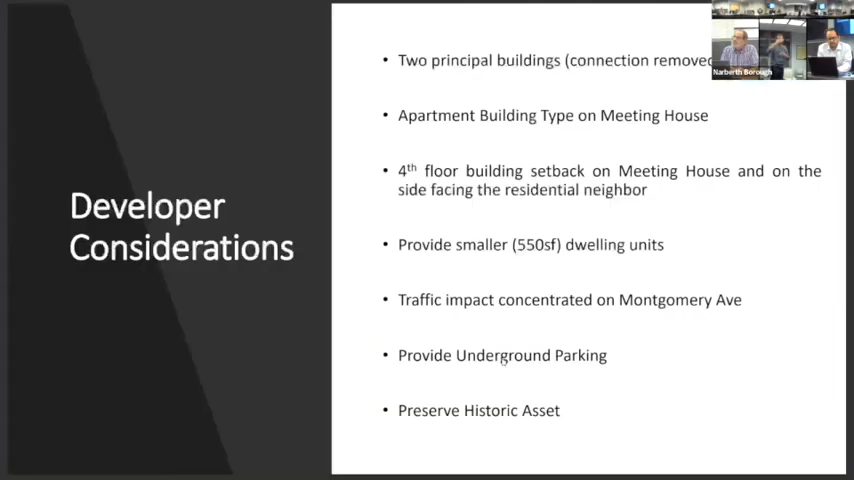 Developer
Considerations
• Two principal buildings (connection removed
• Apartment Building Type on Meeting House
• 4th floor building setback on Meeting House and on the
side facing the residential neighbor
• Provide smaller (550sf) dwelling units
• Traffic impact concentrated on Montgomery Ave
• Provide Underground Parking
• Preserve Historic Asset
Narberth Borough